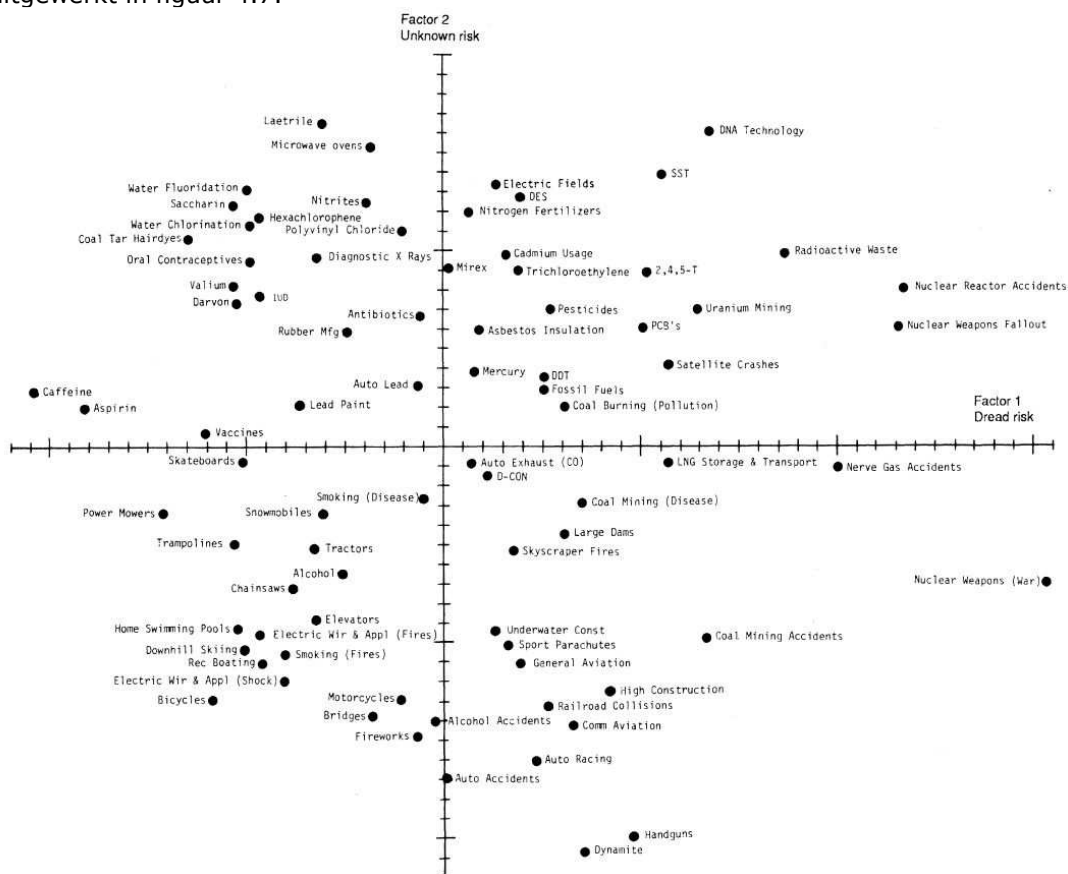 uitgewerkt in figuur 4.7.
Factor 2
Unknown risk
Laetrile
DNA Technology
Microwave ovens
SST
Electric Fields
Water Fluoridation
DES
Saccharin
Nitrites
Nitrogen Fertilizers
Hexachlorophene
Water Chlorination
Polyvinyl Chloride
Coal Tar Hairdyes
Radioactive Waste
Cadmium Usage
Diagnostic X Rays
Oral Contraceptives
Mirex
Trichloroethylene
2,4,5-T
Valium
Nuclear Reactor Accidents
IUD
Darvon
Pesticides
Uranium Mining
Antibiotics
Nuclear Weapons Fallout
PCB's
Asbestos Insulation
Rubber Mfg
Satellite Crashes
Mercury
DDT
Auto Lead
Fossil Fuels
Caffeine
Factor 1
Dread risk
Lead Paint
Coal Burning (Pollution)
Aspirin
Vaccines
Skateboards
Auto Exhaust (CO)
LNG Storage & Transport
Nerve Gas Accidents
D-CON
Smoking (Disease)
Coal Mining (Disease)
Power Mowers
Snowmobiles
Large Dams
Trampolines
Tractors
Skyscraper Fires
Alcohol
Nuclear Weapons (War)
Chainsaws
Elevators
Home Swimming Pools
Underwater Const
Electric Wir & Appl (Fires)
Coal Mining Accidents
Sport Parachutes
Downhill Skiing
Smoking (Fires)
Rec Boating
General Aviation
Electric Wir & Appl (Shock)
High Construction
Bicycles
Motorcycles
Railroad Collisions
Bridges
Alcohol Accidents
Comm Aviation
Fireworks
Auto Racing
Auto Accidents
Handguns
Dynamite